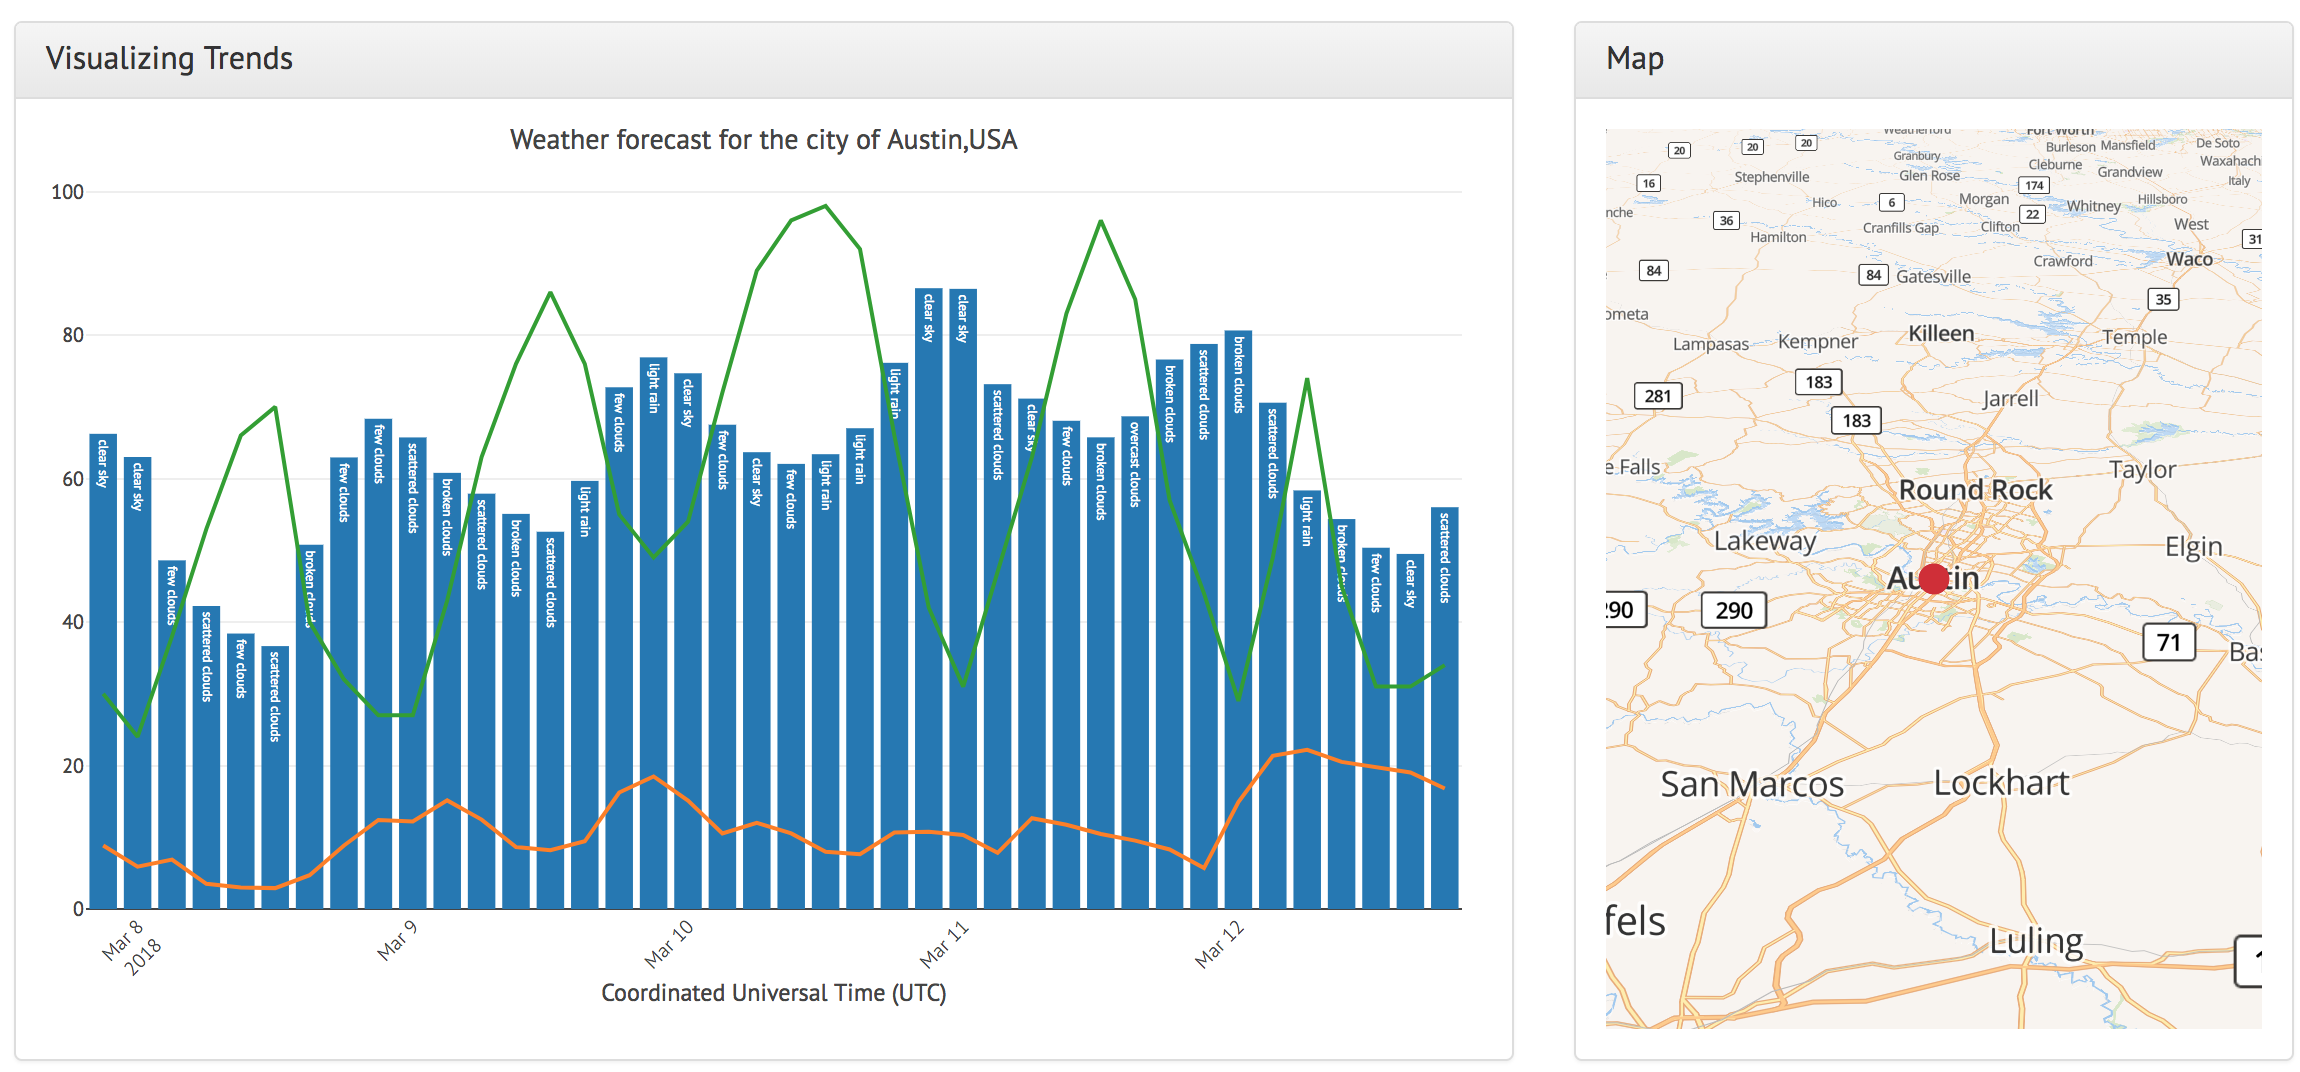 Visualizing Trends
Weather forecast for the city of Austin,USA
100
80
60
40
20
0
clear sky
clear sky
few clouds
scattered clouds
few clouds
scattered clouds
broken clouds
few clouds
few clouds
scattered clouds
broken clouds
scattered clouds
broken clouds
scattered clouds
light rain
few clouds
light rain
clear sky
few clouds
clear sky
few clouds
light rain
light rain
light rain
clear sky
clear sky
scattered clouds
clear sky
few clouds
broken clouds
overcast clouds
broken clouds
scattered clouds
broken clouds
scattered clouds
light rain
broken clouds
few clouds
clear sky
scattered clouds
Mar 8
2018
Mar 9
Mar 10
Mar 11
Mar 12
Coordinated Universal Time (UTC)
Map
Weatherford
Fort Worth
20
20
20
Burleson
Mansfield
De Soto
Granbury
Cleburne
Waxahach
Stephenville
Glen Rose
Grandview
Italy
16
174
Hico
6
Morgan
Whitney
Hillsboro
nche
36
22
Cranfills Gap
Clifton
West
Hamilton
31
84
84
Gatesville
Crawford
Waco
35
ometa
Lampasas
Kempner
Killeen
Temple
281
183
183
Jarrell
e Falls
Taylor
Round Rock
Lakeway
Elgin
Austin
290
290
71
Bas
San Marcos
Lockhart
fels
Luling
1